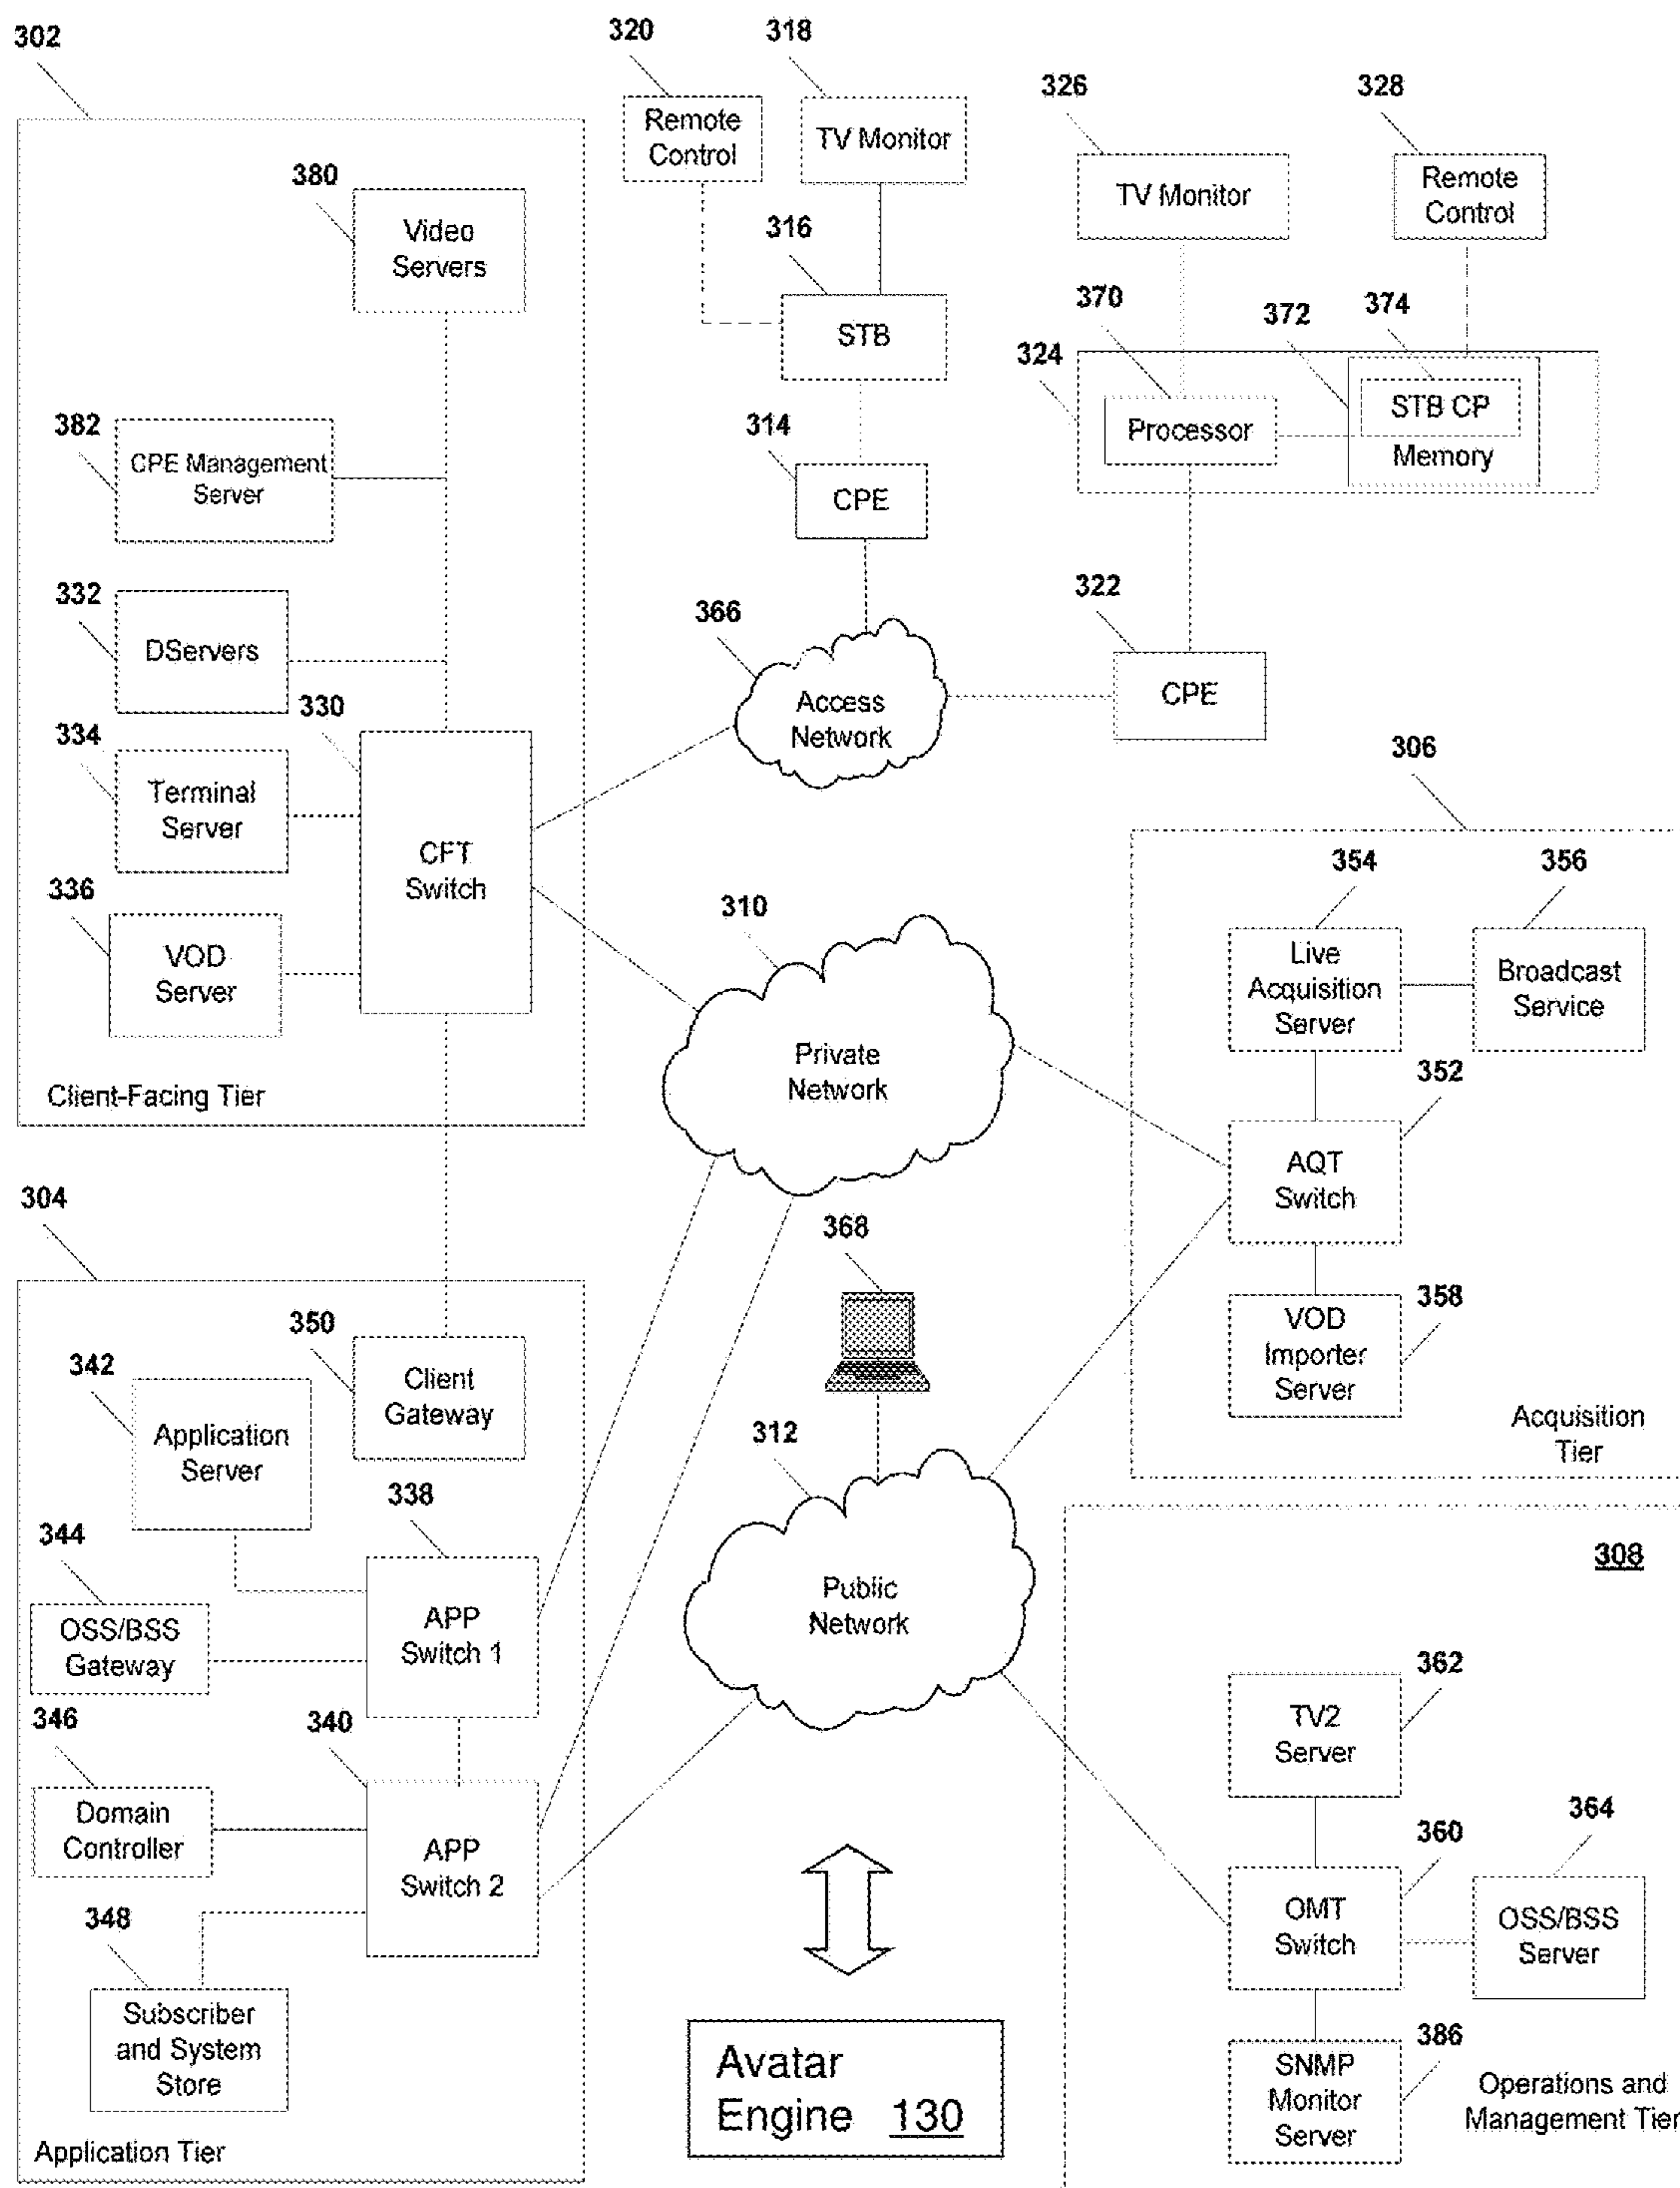 302
320
318
326
328
Remote
Control
TV Monitor
TV Monitor
Remote
Control
380
Video
Servers
316
STB
370
372
374
324
Processor
STB CP
Memory
382
CPE Management
Server
314
CPE
332
DServers
366
Access
Network
322
CPE
330
334
Terminal
Server
CFT
Switch
336
VOD
Server
Client-Facing Tier
310
Private
Network
306
354
356
Live
Acquisition
Server
Broadcast
Service
352
AQT
Switch
358
VOD
Importer
Server
Acquisition
Tier
304
350
Client
Gateway
342
Application
Server
368
312
Public
Network
338
344
OSS/BSS
Gateway
APP
Switch 1
346
340
Domain
Controller
APP
Switch 2
348
Subscriber
and System
Store
Application Tier
Avatar
Engine 130
308
362
TV2
Server
360
364
OMT
Switch
OSS/BSS
Server
386
SNMP
Monitor
Server
Operations and
Management Tier